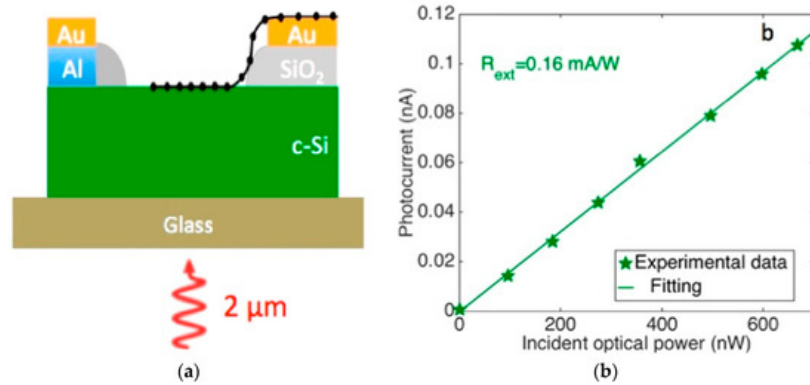 Au
Au
Al
SiO2
c-Si
Glass
2 μm
(a)
b
Rext=0.16 mA/W
0.12
0.1
0.08
0.06
0.04
0.02
0
Photocurrent (nA)
Experimental data
Fitting
0 200 400 600
Incident optical power (nW)
(b)